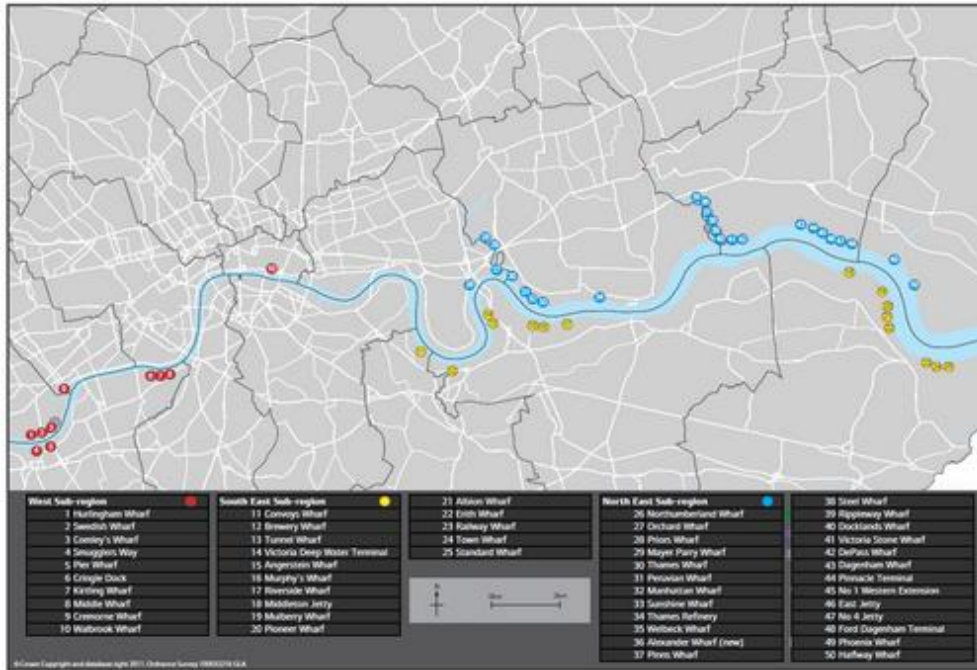 West Sub-region
1 Hurlingham Wharf
2 Swedish Wharf
3 Comley's Wharf
4 Smugglers Way
5 Pier Wharf
6 Cringle Dock
7 Kirtling Wharf
8 Middle Wharf
9 Cremorne Wharf
10 Walbrook Wharf
South East Sub-region
11 Convoys Wharf
12 Brewery Wharf
13 Tunnel Wharf
14 Victoria Deep Water Terminal
15 Angerstein Wharf
16 Murphy's Wharf
17 Riverside Wharf
18 Middleton Jetty
19 Mulberry Wharf
20 Pioneer Wharf
21 Albion Wharf
22 Erith Wharf
23 Railway Wharf
24 Town Wharf
25 Standard Wharf
North East Sub-region
26 Northumberland Wharf
27 Orchard Wharf
28 Priors Wharf
29 Mayer Parry Wharf
30 Thames Wharf
31 Peruvian Wharf
32 Manhattan Wharf
33 Sunshine Wharf
34 Thames Refinery
35 Welbeck Wharf
36 Alexander Wharf (new)
37 Pinns Wharf
38 Steel Wharf
39 Rippleway Wharf
40 Docklands Wharf
41 Victoria Stone Wharf
42 DePass Wharf
43 Dagenham Wharf
44 Pinnacle Terminal
45 No 1 Western Extension
46 East Jetty
47 No 4 Jetty
48 Ford Dagenham Terminal
49 Phoenix Wharf
50 Halfway Wharf
N
© Crown Copyright and database right 2011. Ordnance Survey